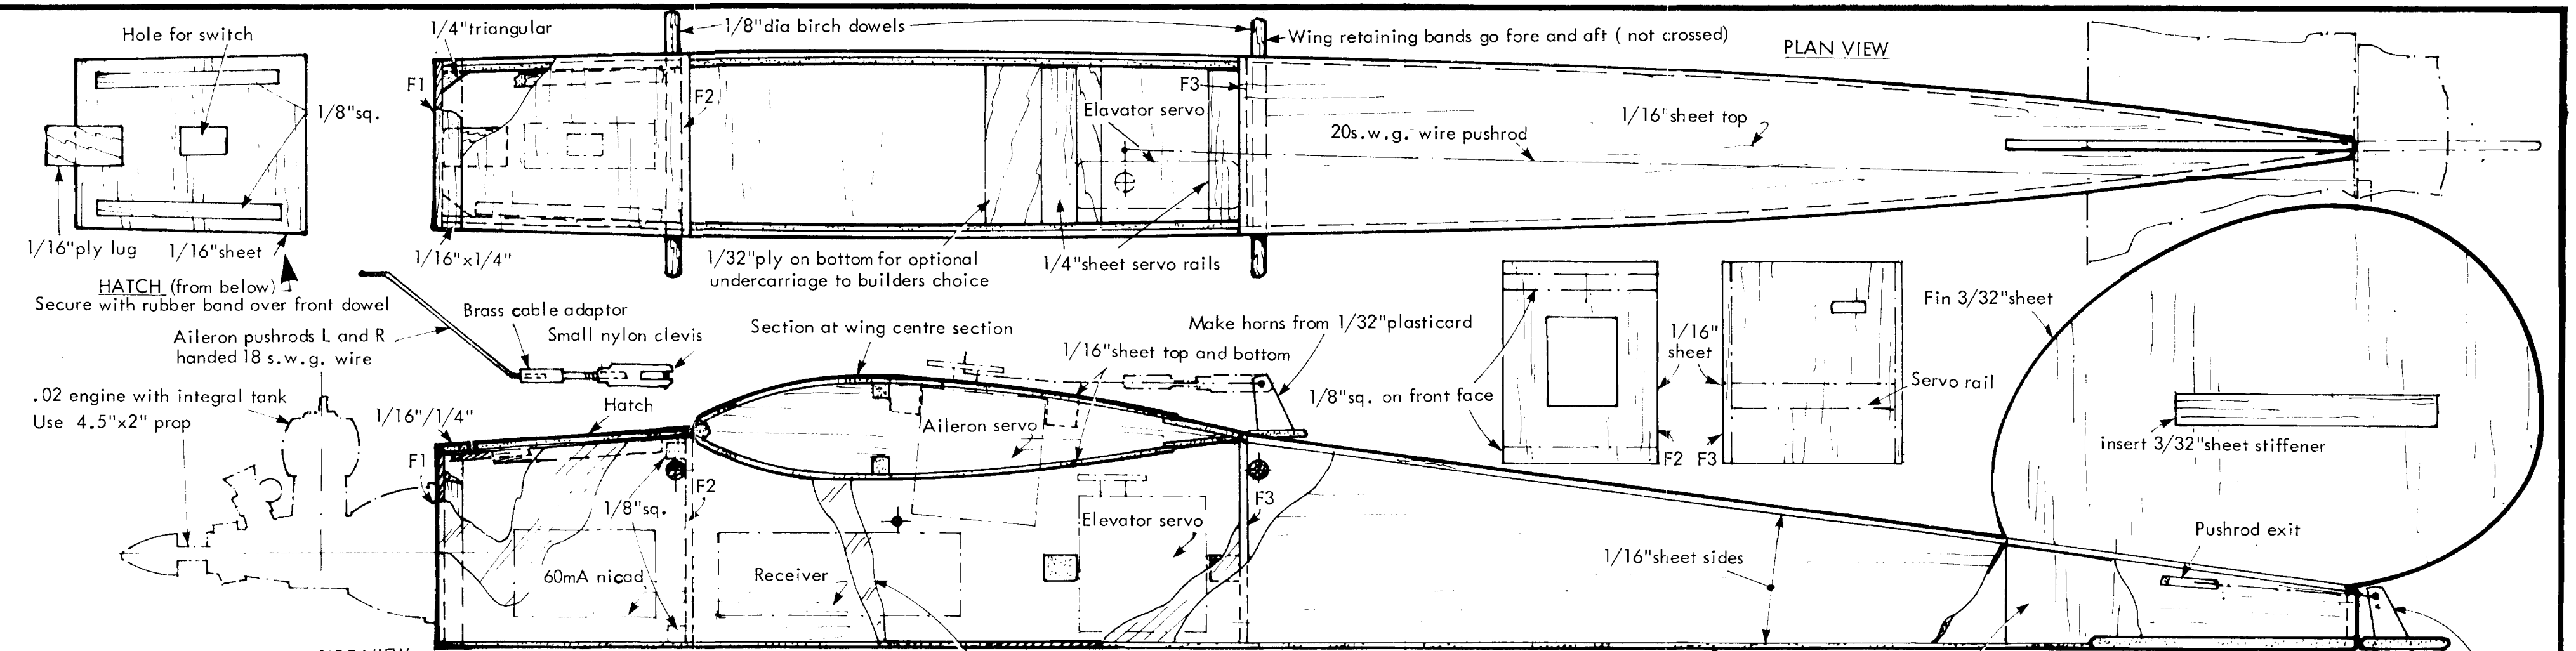 Hole for switch
1/8"sq.
1/16"ply lug
1/16"sheet
HATCH (from below)
Secure with rubber band over front dowel
1/4"triangular
1/8"dia birch dowels
Wing retaining bands go fore and aft ( not crossed)
PLAN VIEW
F1
F2
F3
Elavator servo
20s.w.g. wire pushrod
1/16"sheet top
1/16"x1/4"
1/32"ply on bottom for optional
undercarriage to builders choice
1/4"sheet servo rails
Aileron pushrods L and R
handed 18 s.w.g. wire
Brass cable adaptor
Small nylon clevis
Section at wing centre section
Make horns from 1/32"plasticard
1/16"sheet top and bottom
1/8"sq. on front face
1/16"
sheet
F2
F3
Servo rail
Fin 3/32"sheet
insert 3/32"sheet stiffener
.02 engine with integral tank
Use 4.5"x2" prop
1/16"/1/4"
Hatch
F1
F2
1/8"sq.
Aileron servo
F3
Elevator servo
60mA nicad
Receiver
1/16"sheet sides
Pushrod exit